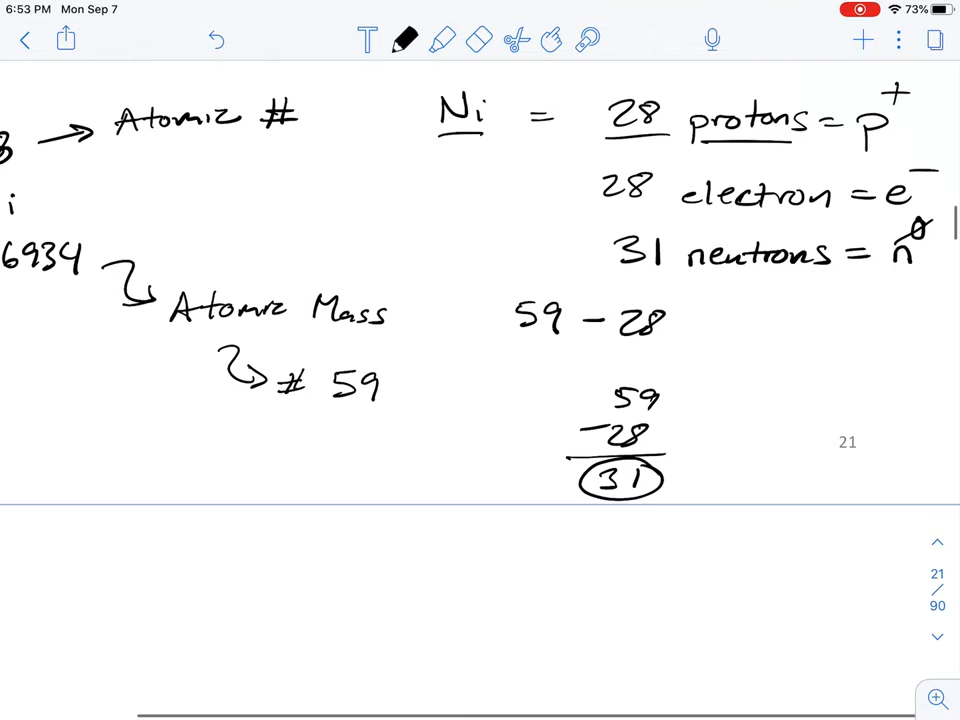 6:53 PM Mon Sep 7
73%
T
8 → Atomic #
Ni = 28 protons = p⁺
28 electron = e⁻
i
31 neutrons = n⁰
6934
Atomic Mass
59 - 28
# 59
59
-28
31
21
21
/
90